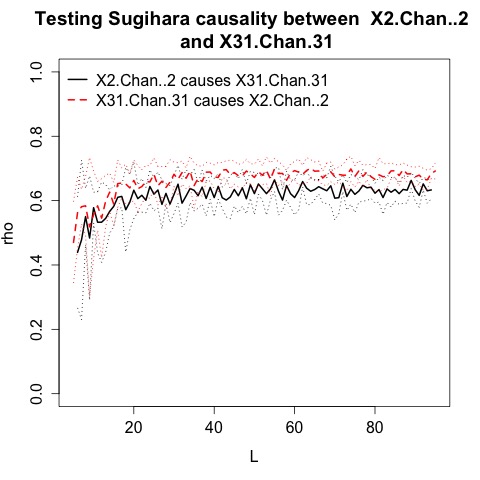 Testing Sugihara causality between  X2.Chan..2
and X31.Chan.31
X2.Chan..2 causes X31.Chan.31
X31.Chan.31 causes X2.Chan..2
1.0
0.8
0.6
0.4
0.2
0.0
rho
20 40 60 80
L